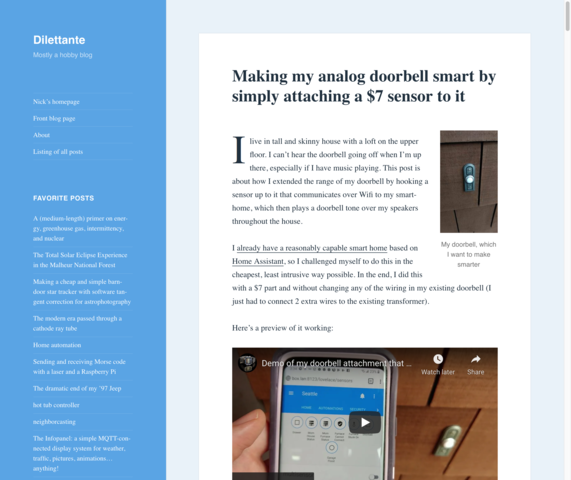 Dilettante
Mostly a hobby blog
Nick's homepage
Front blog page
About
Listing of all posts
FAVORITE POSTS
A (medium-length) primer on ener-
gy, greenhouse gas, intermittency,
and nuclear
The Total Solar Eclipse Experience
in the Malheur National Forest
Making a cheap and simple barn-
door star tracker with software tan-
gent correction for astrophotography
The modern era passed through a
cathode ray tube
Home automation
Sending and receiving Morse code
with a laser and a Raspberry Pi
The dramatic end of my '97 Jeep
hot tub controller
neighborcasting
The Infopanel: a simple MQTT-con-
nected display system for weather,
traffic, pictures, animations…
anything!
Making my analog doorbell smart by
simply attaching a $7 sensor to it
I live in tall and skinny house with a loft on the upper
floor. I can't hear the doorbell going off when I'm up
there, especially if I have music playing. This post is
about how I extended the range of my doorbell by hooking a
sensor up to it that communicates over Wifi to my smart-
home, which then plays a doorbell tone over my speakers
throughout the house.
My doorbell, which
I want to make
smarter
I already have a reasonably capable smart home based on
Home Assistant, so I challenged myself to do this in the
cheapest, least intrusive way possible. In the end, I did this
with a $7 part and without changing any of the wiring in my existing doorbell (I
just had to connect 2 extra wires to the existing transformer).
Here's a preview of it working:
Demo of my doorbell attachment that ...
Watch later
Share
Seattle